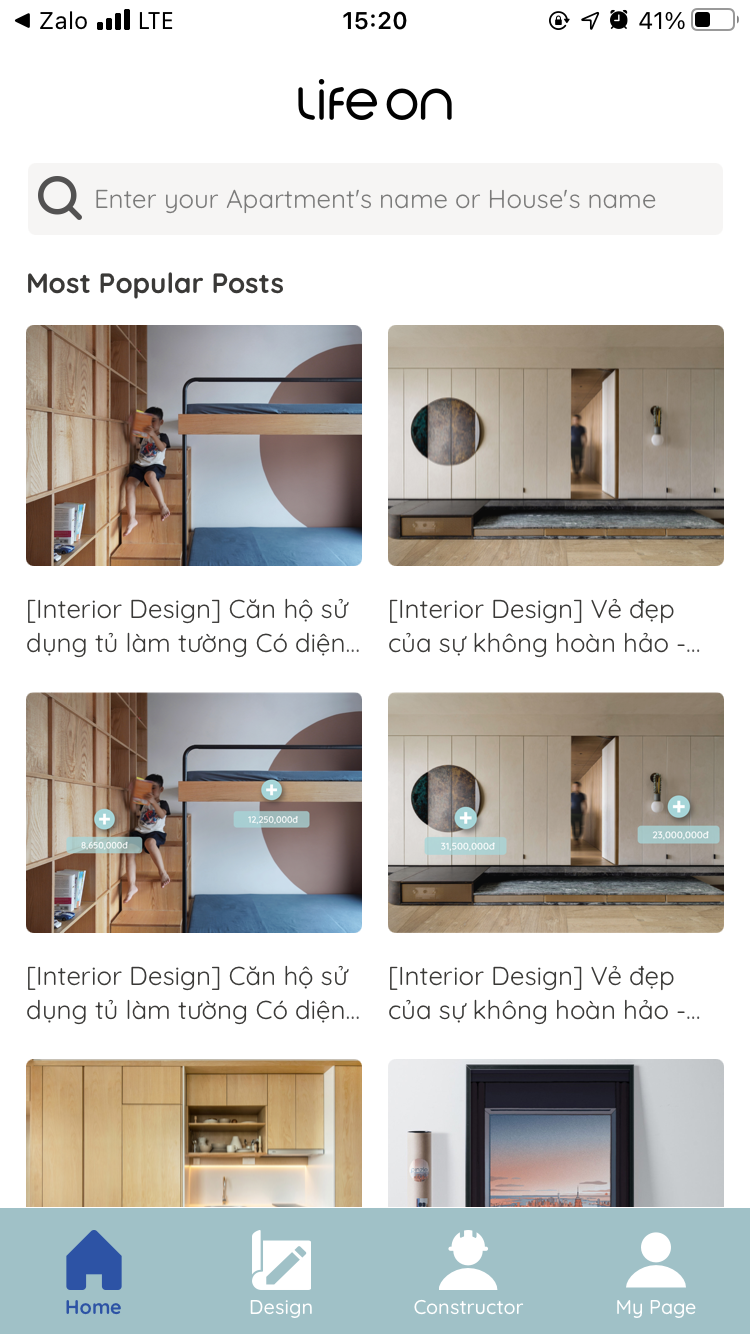 Zalo LTE 15:20 41%
Life on
Enter your Apartment's name or House's name
Most Popular Posts
[Interior Design] Căn hộ sử
dụng tủ làm tường Có diện...
[Interior Design] Vẻ đẹp
của sự không hoàn hảo -...
12,250,000đ
8,650,000đ
23,000,000đ
31,500,000đ
[Interior Design] Căn hộ sử
dụng tủ làm tường Có diện...
[Interior Design] Vẻ đẹp
của sự không hoàn hảo -...
Home Design Constructor My Page